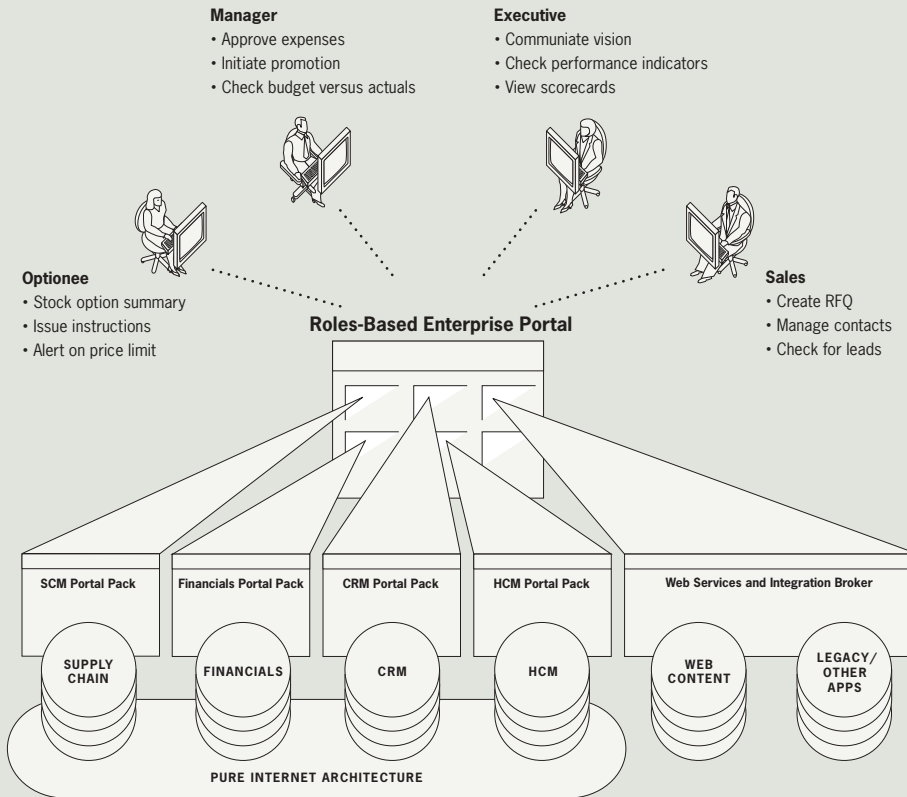 Manager
• Approve expenses
• Initiate promotion
• Check budget versus actuals
Executive
• Communiate vision
• Check performance indicators
• View scorecards
Optionee
• Stock option summary
• Issue instructions
• Alert on price limit
Sales
• Create RFQ
• Manage contacts
• Check for leads
Roles-Based Enterprise Portal
SCM Portal Pack
Financials Portal Pack
CRM Portal Pack
HCM Portal Pack
Web Services and Integration Broker
SUPPLY
CHAIN
FINANCIALS
CRM
HCM
WEB
CONTENT
LEGACY/
OTHER
APPS
PURE INTERNET ARCHITECTURE